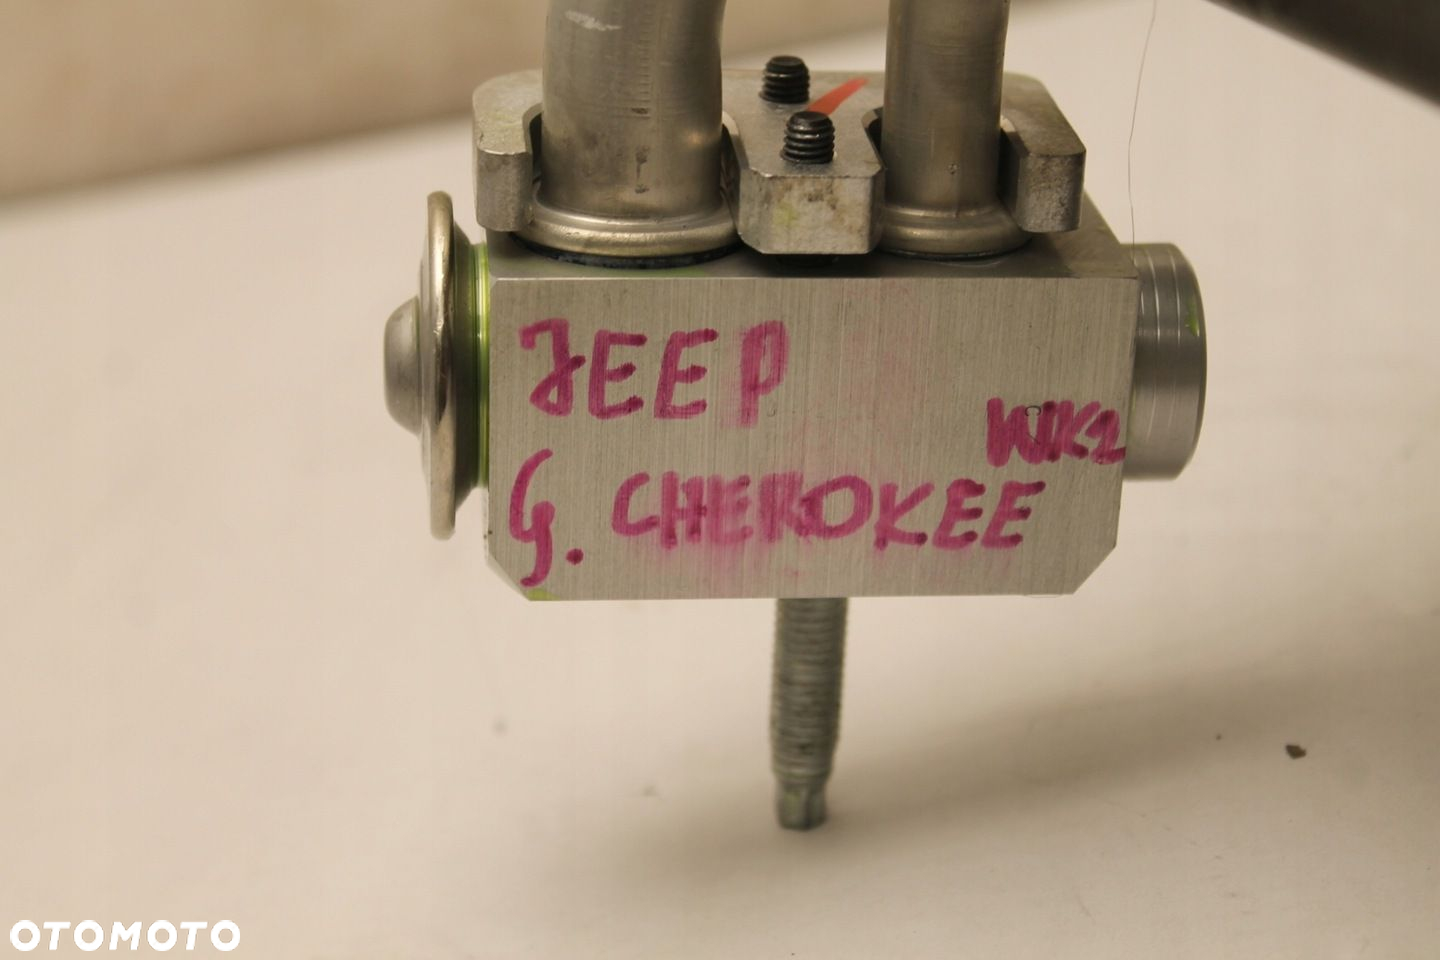 JEEP
WK2
G. CHEROKEE
OTOMOTO